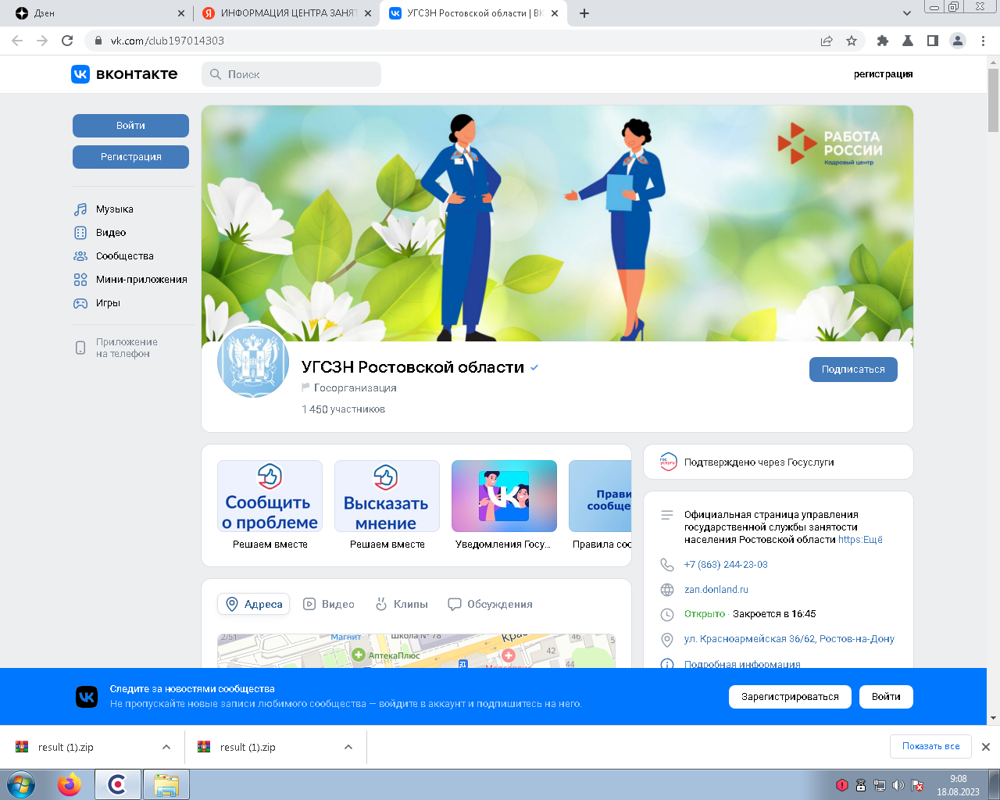 Дзен
ИНФОРМАЦИЯ ЦЕНТРА ЗАНЯТ
УГСЗН Ростовской области | ВК
vk.com/club197014303
вконтакте
Поиск
регистрация
Войти
Регистрация
Музыка
Видео
Сообщества
Мини-приложения
Игры
Приложение
на телефон
РАБОТА
РОССИИ
Кадровый центр
УГСЗН Ростовской области
Госорганизация
1 450 участников
Подписаться
Сообщить
о проблеме
Решаем вместе
Высказать
мнение
Решаем вместе
Уведомления Госу...
Прави
сообще
Правила соо
гос
услуги
Подтверждено через Госуслуги
Официальная страница управления
государственной службы занятости
населения Ростовской области https:Ещё
+7 (863) 244-23-03
zan.donland.ru
Открыто · Закроется в 16:45
ул. Красноармейская 36/62, Ростов-на-Дону
Подробная информация
Адреса
Видео
Клипы
Обсуждения
2/51
Магнит
Школа № 78
Крас
46
5
АптекаПлюс
42
44
Следите за новостями сообщества
Не пропускайте новые записи любимого сообщества — войдите в аккаунт и подпишитесь на него.
Зарегистрироваться
Войти
result (1).zip
result (1).zip
Показать все
9:08
18.08.2023